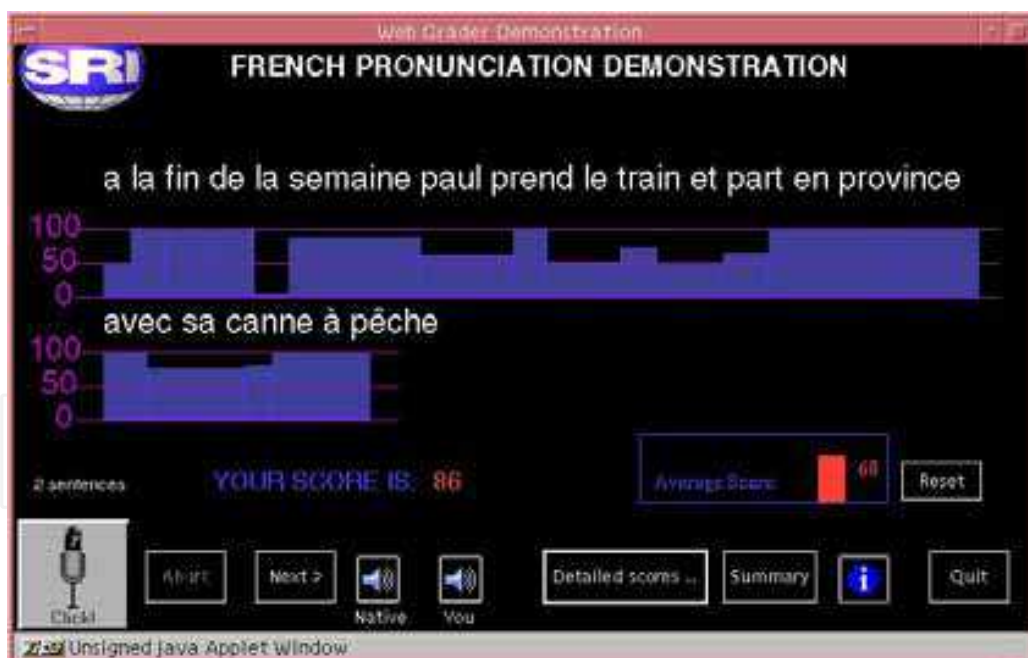 Web Grader Demonstration
SRI
FRENCH PRONUNCIATION DEMONSTRATION
a la fin de la semaine paul prend le train et part en province
100
50
0
avec sa canne à pêche
100
50
0
2 sentences
YOUR SCORE IS: 86
Average Score
68
Reset
Click!
Abort
Next >
Native
You
Detailed scores ...
Summary
i
Quit
Unsigned Java Applet Window